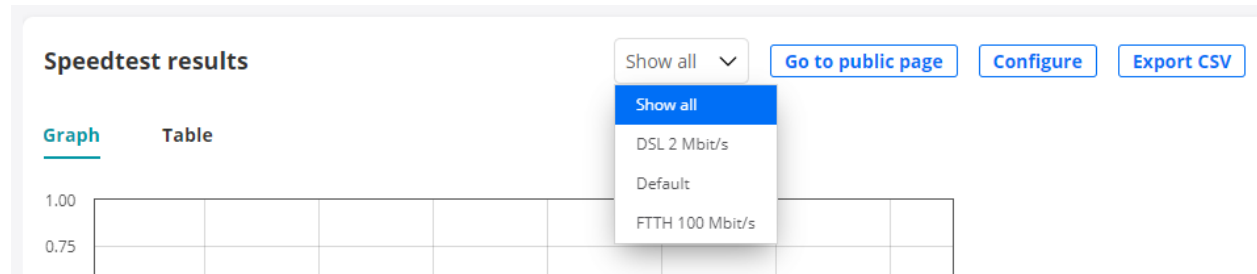 Speedtest results
Show all
Go to public page
Configure
Export CSV
Show all
DSL 2 Mbit/s
Default
FTTH 100 Mbit/s
Graph
Table
1.00
0.75